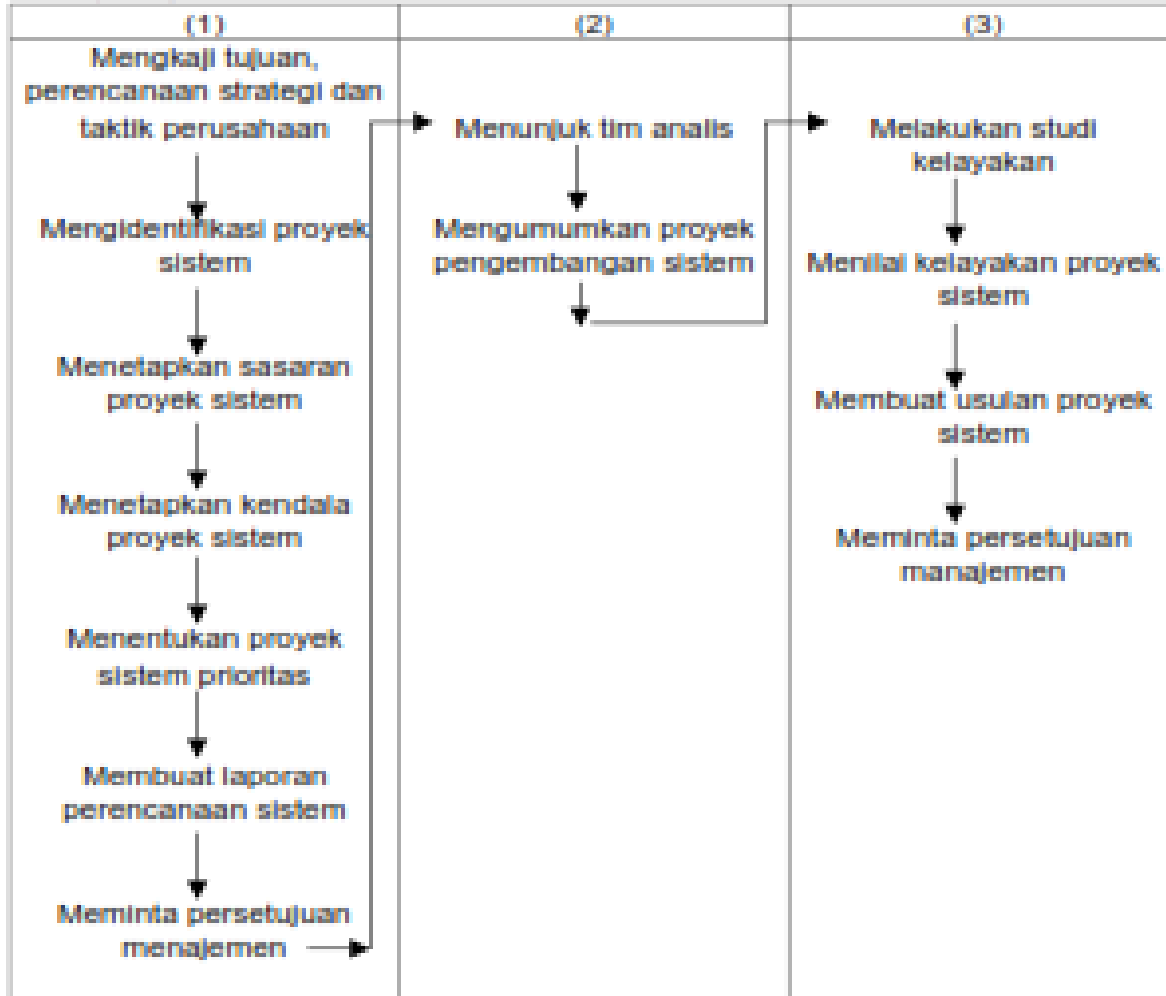 (1)
Mengkaji tujuan,
perencanaan strategi dan
taktik perusahaan
Mengidentifikasi proyek
sistem
Menetapkan sasaran
proyek sistem
Menetapkan kendala
proyek sistem
Menentukan proyek
sistem prioritas
Membuat laporan
perencanaan sistem
Meminta persetujuan
menajemen
(2)
Menunjuk tim analis
Mengumumkan proyek
pengembangan sistem
(3)
Melakukan studi
kelayakan
Menilai kelayakan proyek
sistem
Membuat usulan proyek
sistem
Meminta persetujuan
manajemen